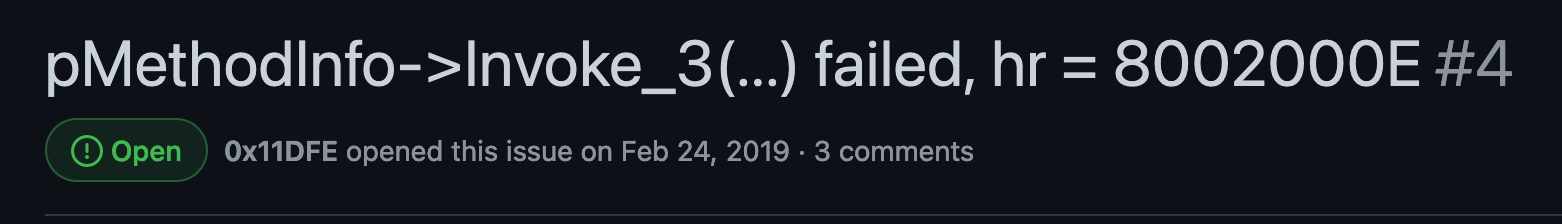 pMethodInfo->Invoke_3(...) failed, hr = 8002000E #4
Open 0x11DFE opened this issue on Feb 24, 2019 · 3 comments